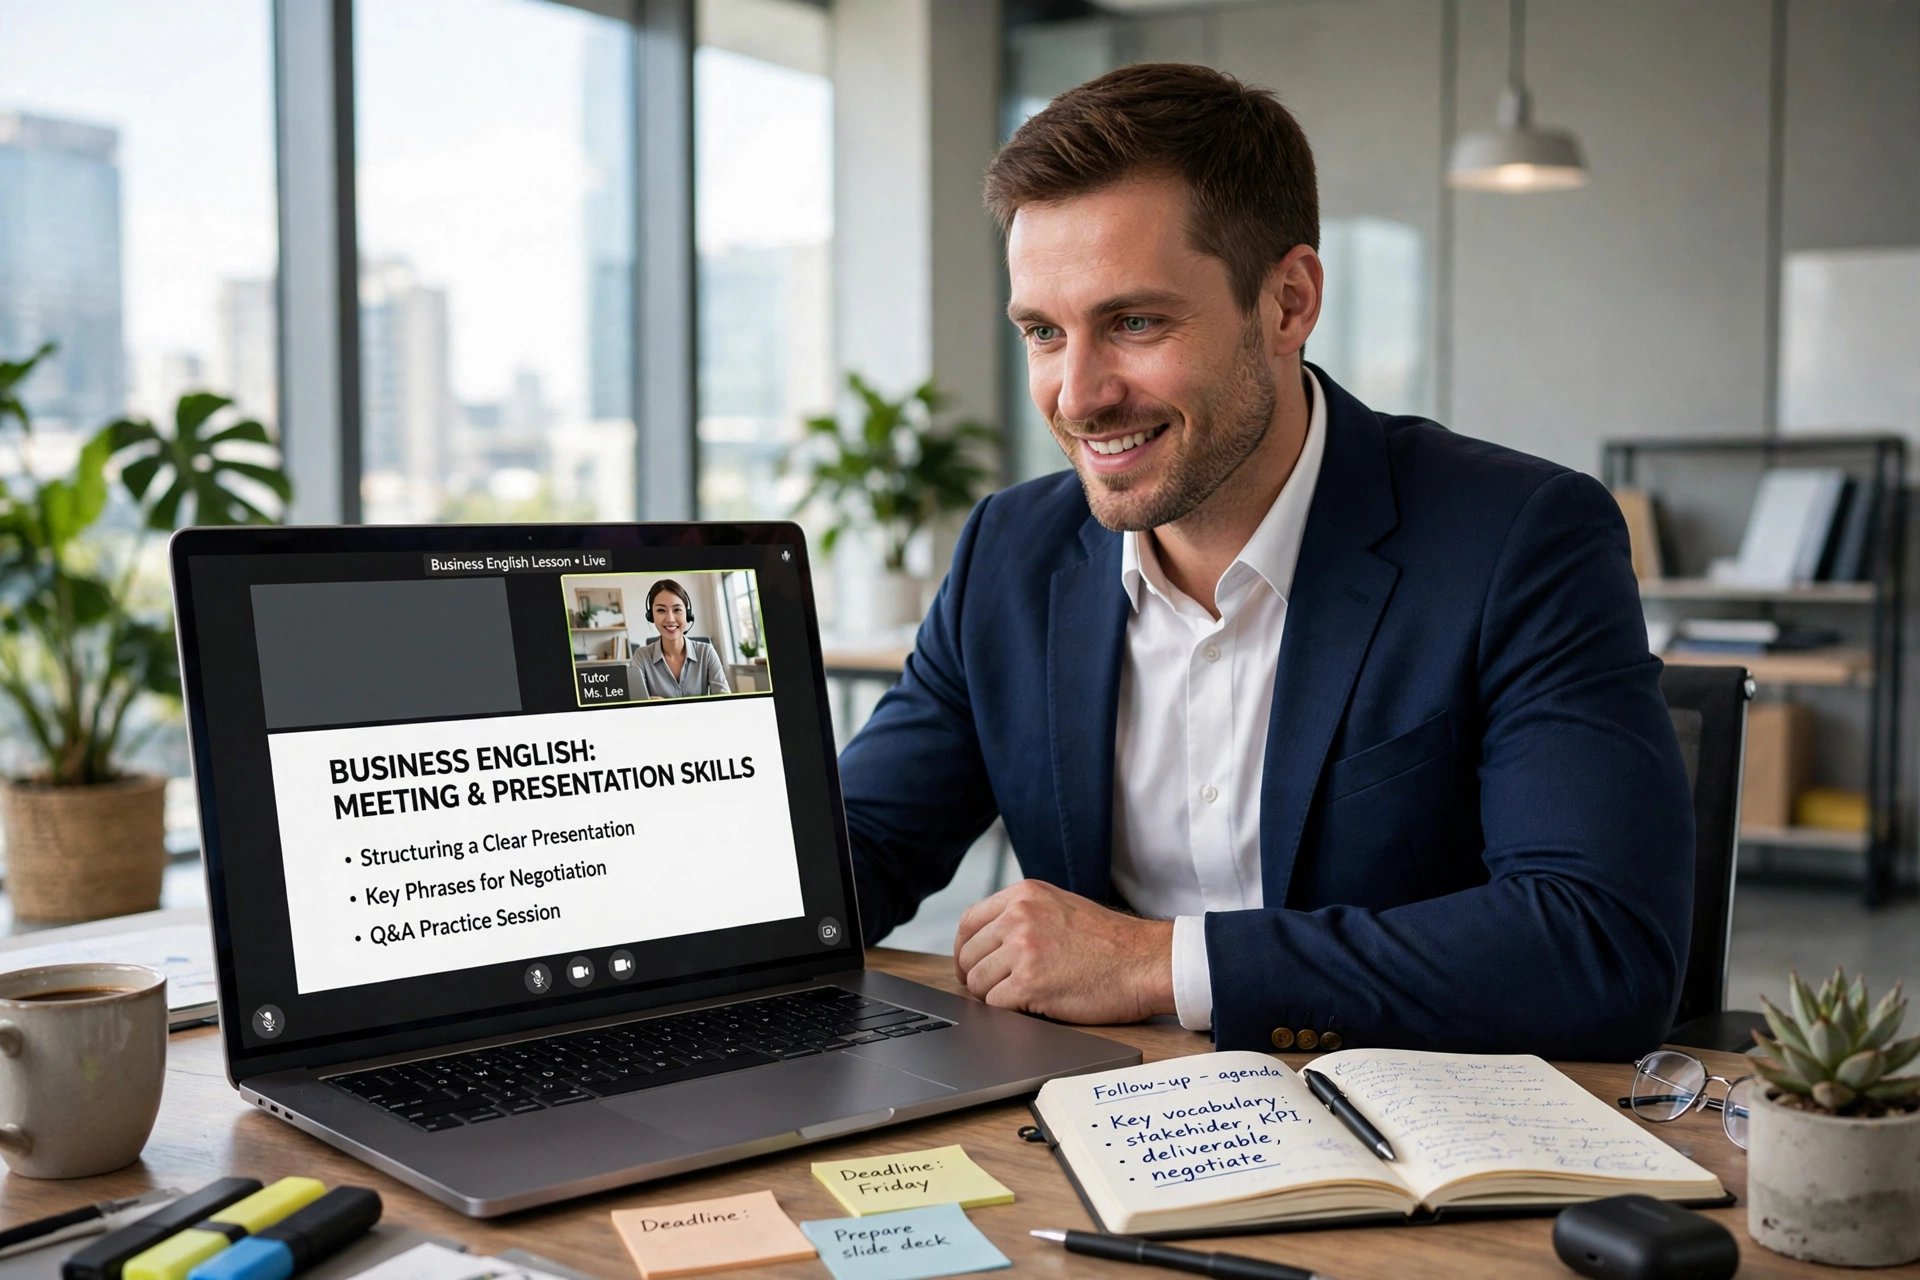 Business English Lesson • Live
Tutor
Ms. Lee
BUSINESS ENGLISH:
MEETING & PRESENTATION SKILLS
• Structuring a Clear Presentation
• Key Phrases for Negotiation
• Q&A Practice Session
Follow-up - agenda
• Key vocabulary:
• stakehider, KPI,
• deliverable,
• negotiate
Deadline:
Friday
Deadline:
Prepare
slide deck